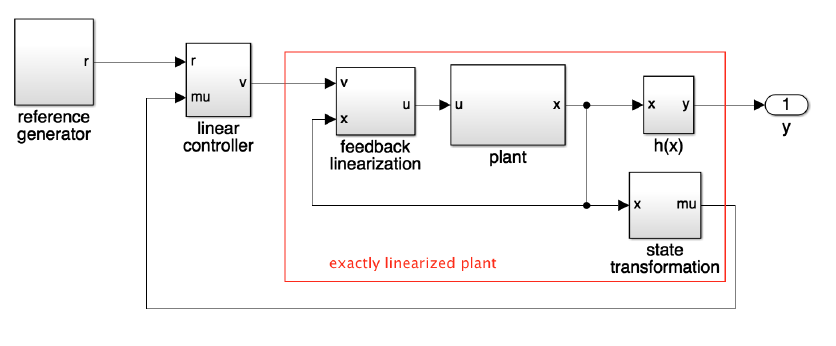 r
reference
generator
r
mu
v
linear
controller
v
x
u
feedback
linearization
u
x
plant
x
y
h(x)
1
y
x
mu
state
transformation
exactly linearized plant